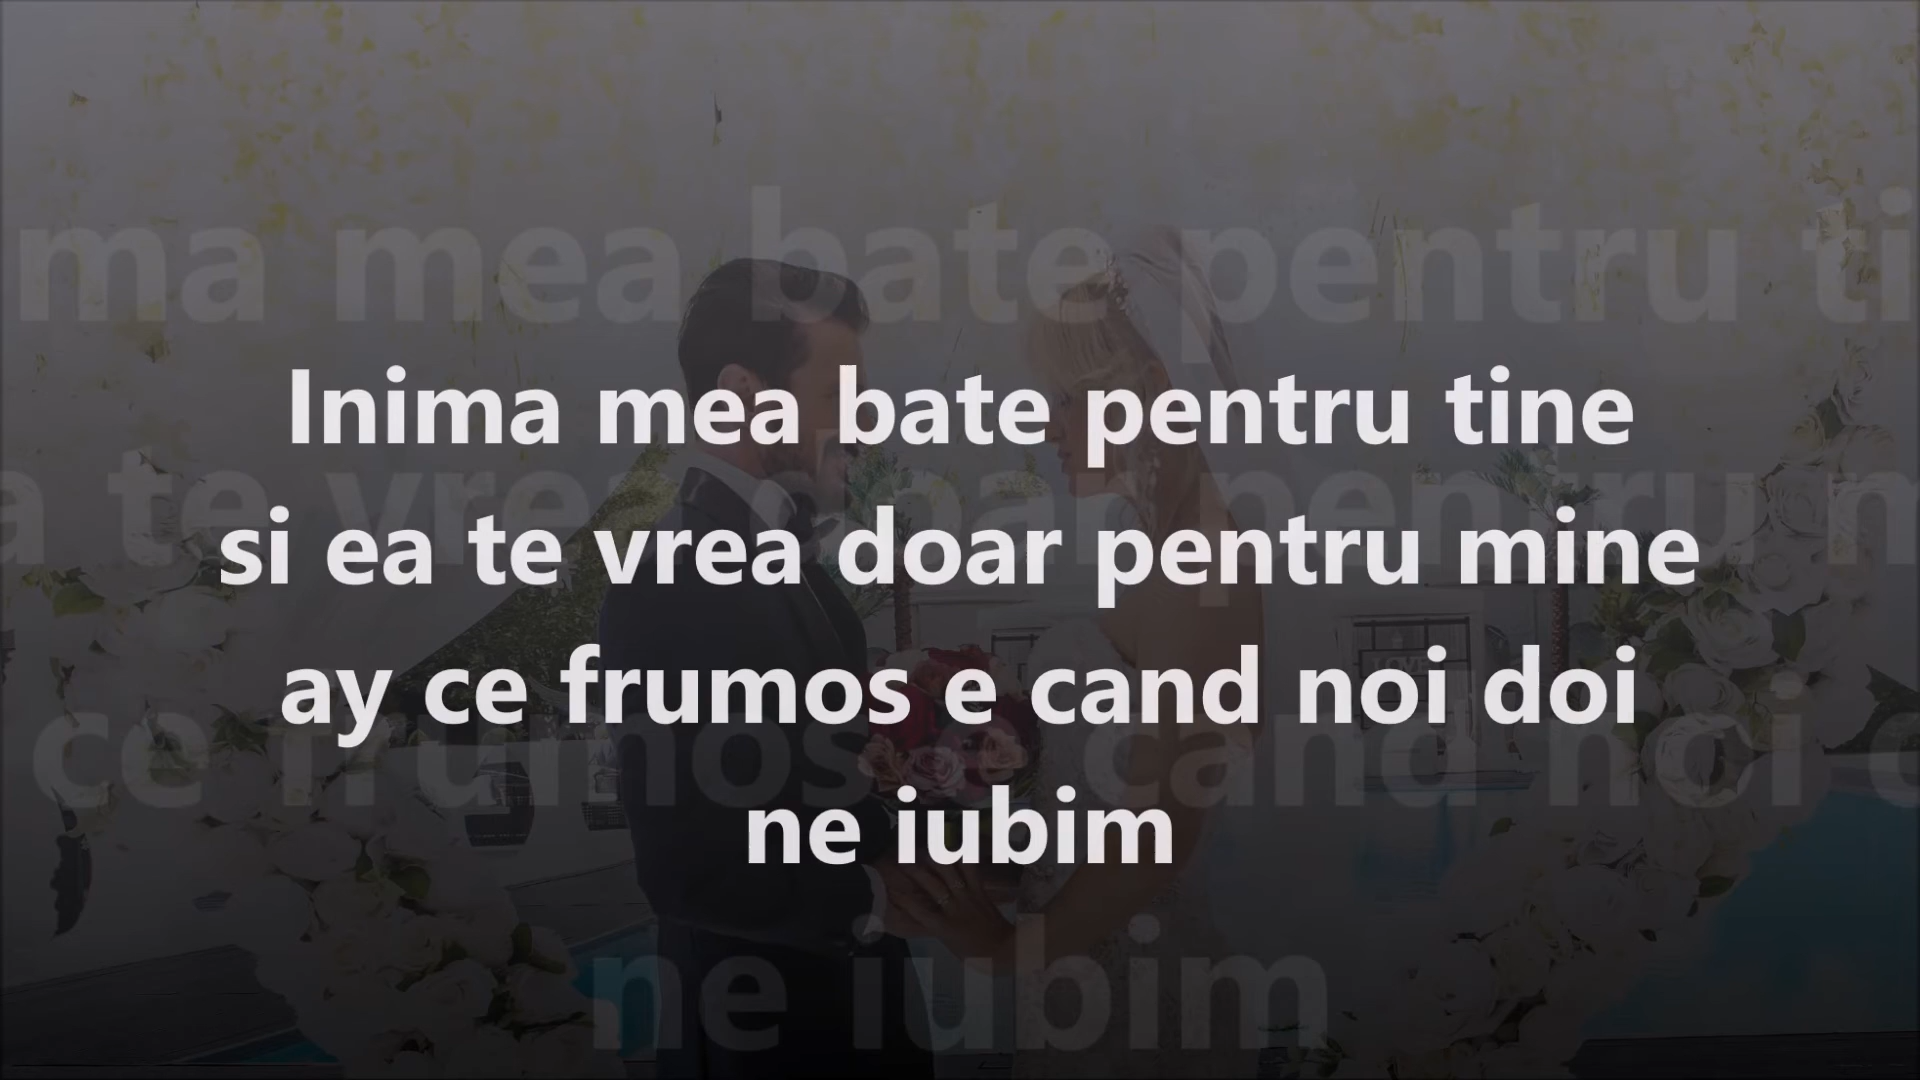 Inima mea bate pentru tine
si ea te vrea doar pentru mine
ay ce frumos e cand noi doi
ne iubim